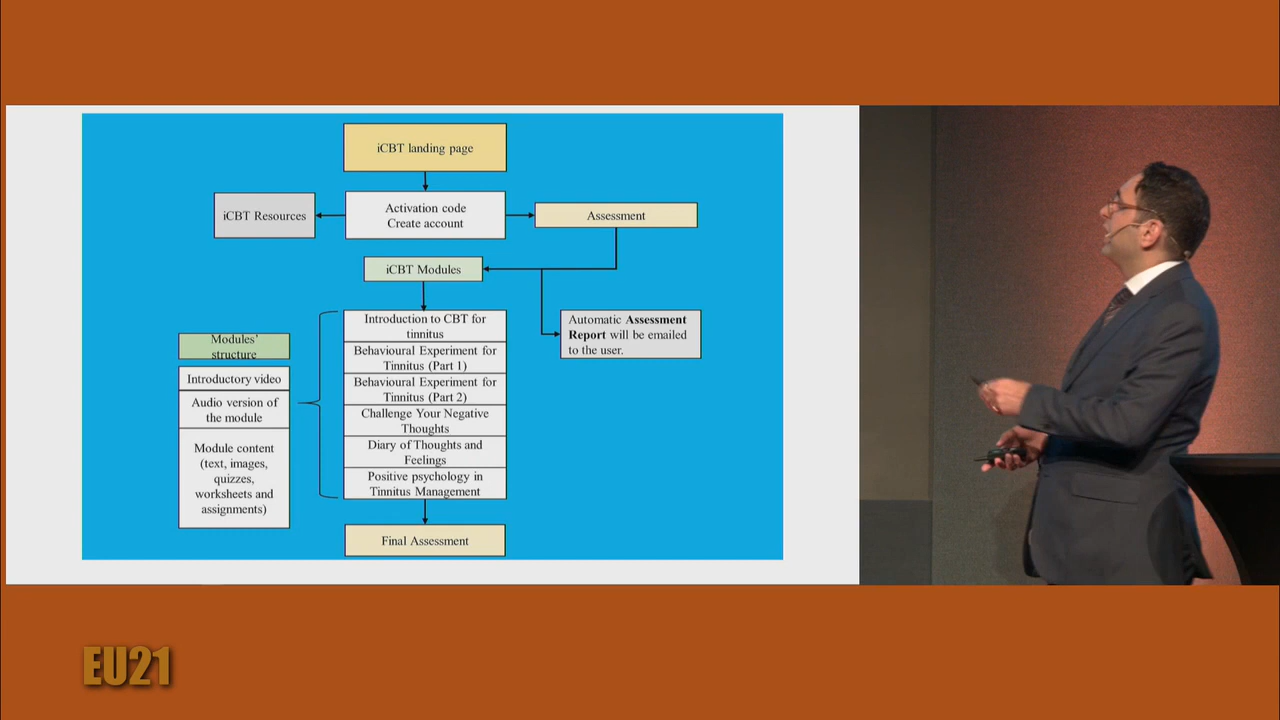 iCBT landing page
iCBT Resources
Activation code
Create account
Assessment
iCBT Modules
Automatic Assessment
Report will be emailed
to the user.
Introduction to CBT for
tinnitus
Behavioural Experiment for
Tinnitus (Part 1)
Behavioural Experiment for
Tinnitus (Part 2)
Challenge Your Negative
Thoughts
Diary of Thoughts and
Feelings
Positive psychology in
Tinnitus Management
Modules'
structure
Introductory video
Audio version of
the module
Module content
(text, images,
quizzes,
worksheets and
assignments)
Final Assessment
EU21